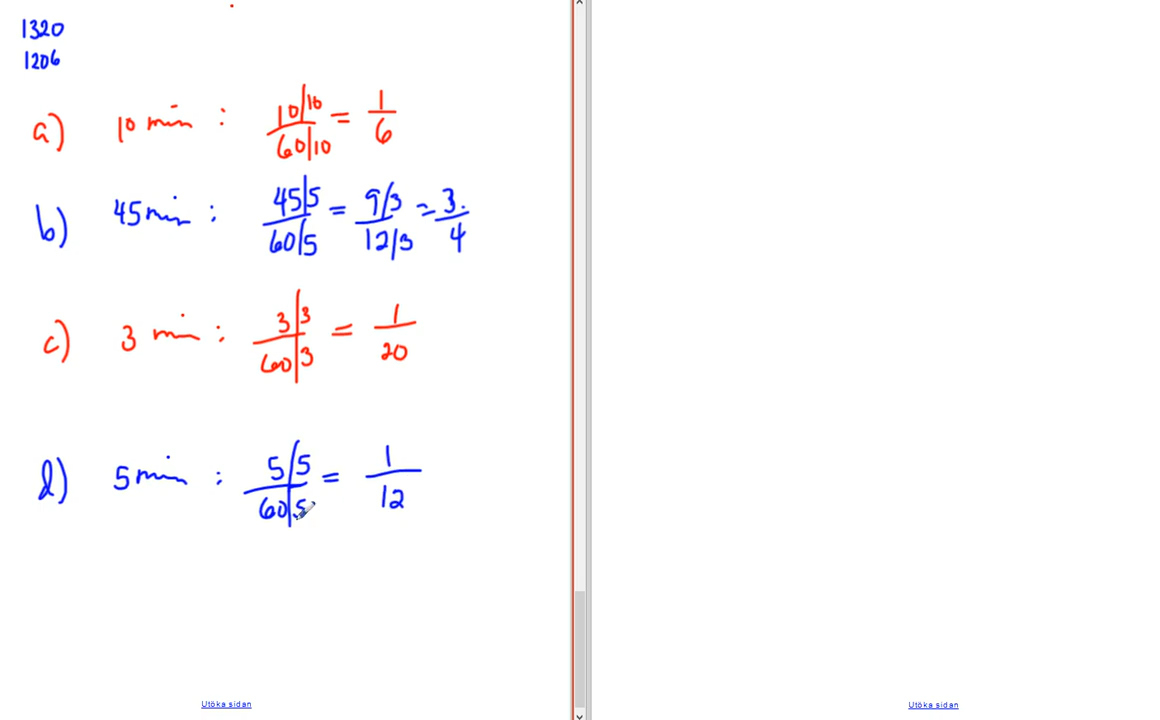 1320
1206
a) 10 min : 10/10 / 60/10 = 1/6
b) 45 min : 45/5 / 60/5 = 9/3 / 12/3 = 3/4
c) 3 min : 3/3 / 60/3 = 1/20
d) 5 min : 5/5 / 60/5 = 1/12
Utöka sidan
Utöka sidan